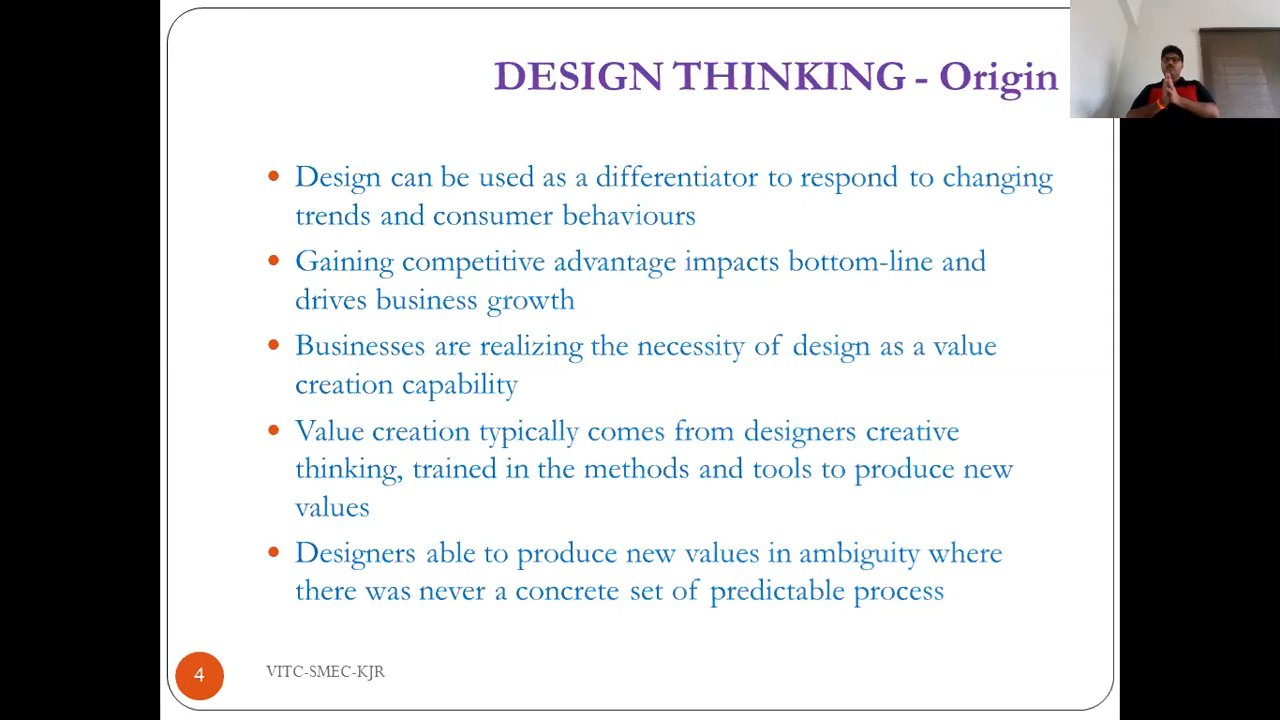 DESIGN THINKING - Origin
• Design can be used as a differentiator to respond to changing
trends and consumer behaviours
• Gaining competitive advantage impacts bottom-line and
drives business growth
• Businesses are realizing the necessity of design as a value
creation capability
• Value creation typically comes from designers creative
thinking, trained in the methods and tools to produce new
values
• Designers able to produce new values in ambiguity where
there was never a concrete set of predictable process
4
VITC-SMEC-KJR